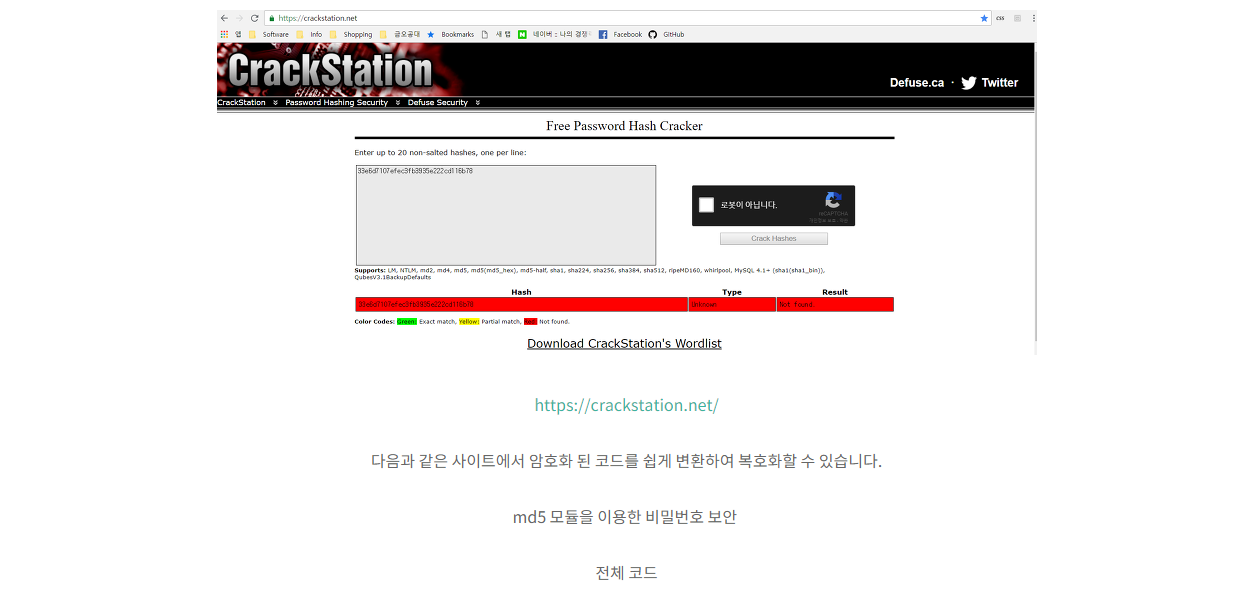 https://crackstation.net
앱 Software Info Shopping 금오공대 Bookmarks 새 탭 네이버 :: 나의 경쟁 Facebook GitHub
CrackStation
Defuse.ca · Twitter
CrackStation Password Hashing Security Defuse Security
Free Password Hash Cracker
Enter up to 20 non-salted hashes, one per line:
33e6d7107efec3fb3935e222cd116b78
로봇이 아닙니다.
reCAPTCHA
Crack Hashes
Supports: LM, NTLM, md2, md4, md5, md5(md5_hex), md5-half, sha1, sha224, sha256, sha384, sha512, ripeMD160, whirlpool, MySQL 4.1+ (sha1(sha1_bin)),
QubesV3.1BackupDefaults
Hash Type Result
33e6d7107efec3fb3935e222cd116b78 Unknown Not found.
Color Codes: Green: Exact match, Yellow: Partial match, Red: Not found.
Download CrackStation's Wordlist
https://crackstation.net/
다음과 같은 사이트에서 암호화 된 코드를 쉽게 변환하여 복호화할 수 있습니다.
md5 모듈을 이용한 비밀번호 보안
전체 코드